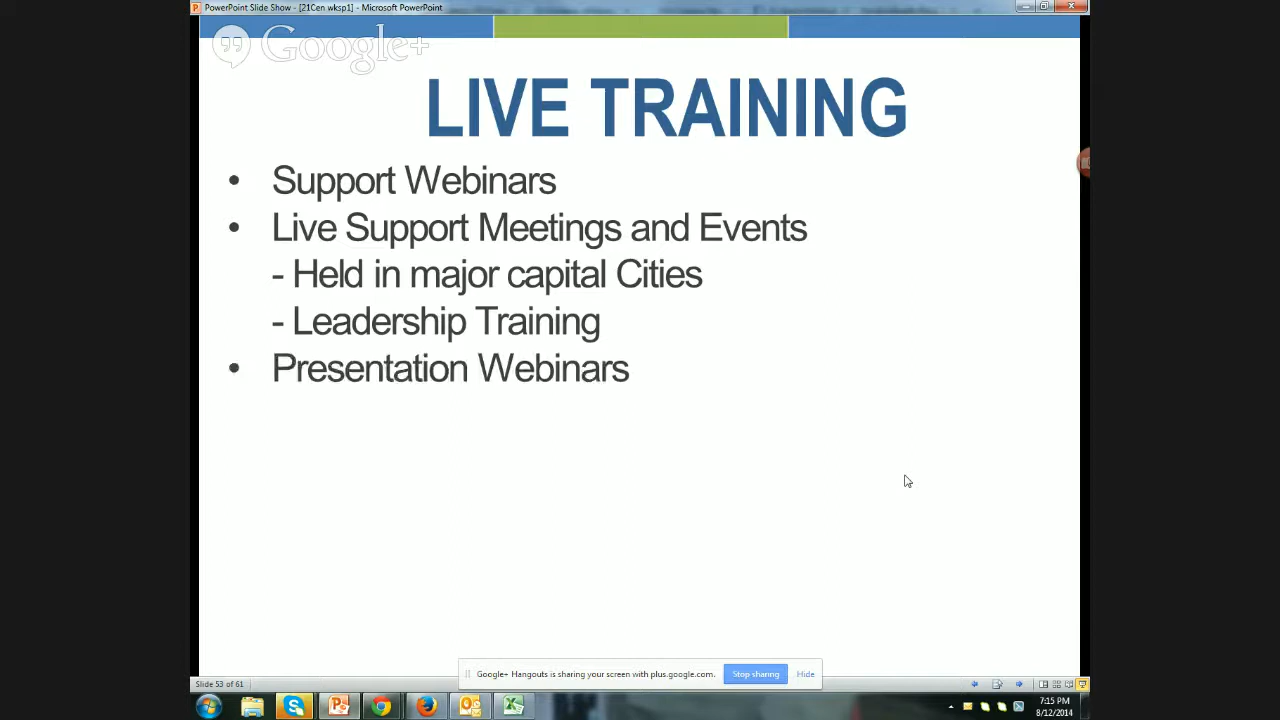 PowerPoint Slide Show - [21Cen wksp1] - Microsoft PowerPoint
Google+
LIVE TRAINING
• Support Webinars
• Live Support Meetings and Events
- Held in major capital Cities
- Leadership Training
• Presentation Webinars
Google+ Hangouts is sharing your screen with plus.google.com. Stop sharing Hide
Slide 53 of 61
7:15 PM
8/12/2014